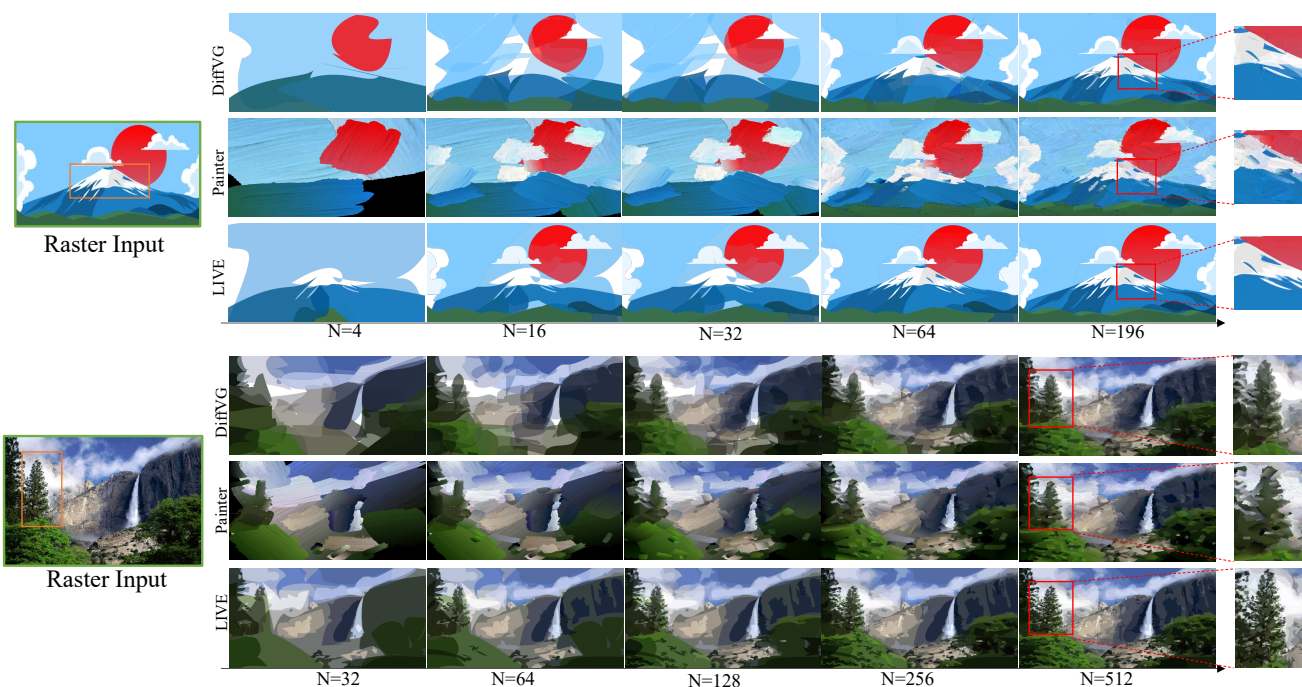 DiffVG
Painter
LIVE
Raster Input
N=4
N=16
N=32
N=64
N=196
DiffVG
Painter
LIVE
Raster Input
N=32
N=64
N=128
N=256
N=512